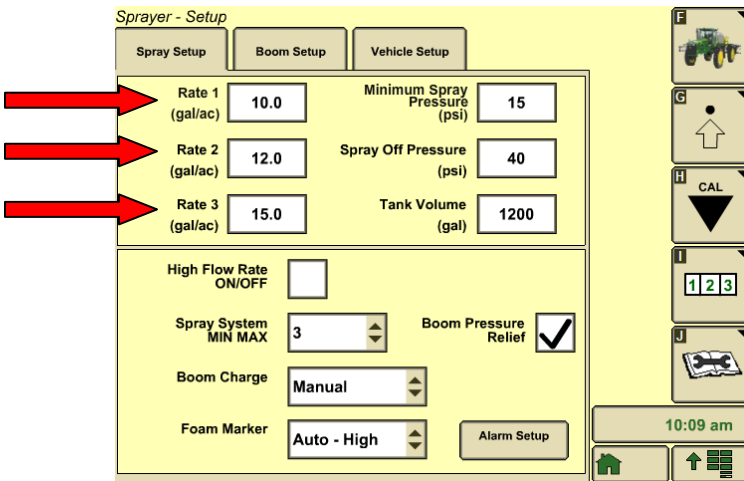 Sprayer - Setup
Spray Setup
Boom Setup
Vehicle Setup
Rate 1
(gal/ac)
10.0
Minimum Spray
Pressure
(psi)
15
Rate 2
(gal/ac)
12.0
Spray Off Pressure
(psi)
40
Rate 3
(gal/ac)
15.0
Tank Volume
(gal)
1200
High Flow Rate
ON/OFF
Spray System
MIN MAX
3
Boom Pressure
Relief
Boom Charge
Manual
Foam Marker
Auto - High
Alarm Setup
F
G
H
CAL
I
1 2 3
J
10:09 am